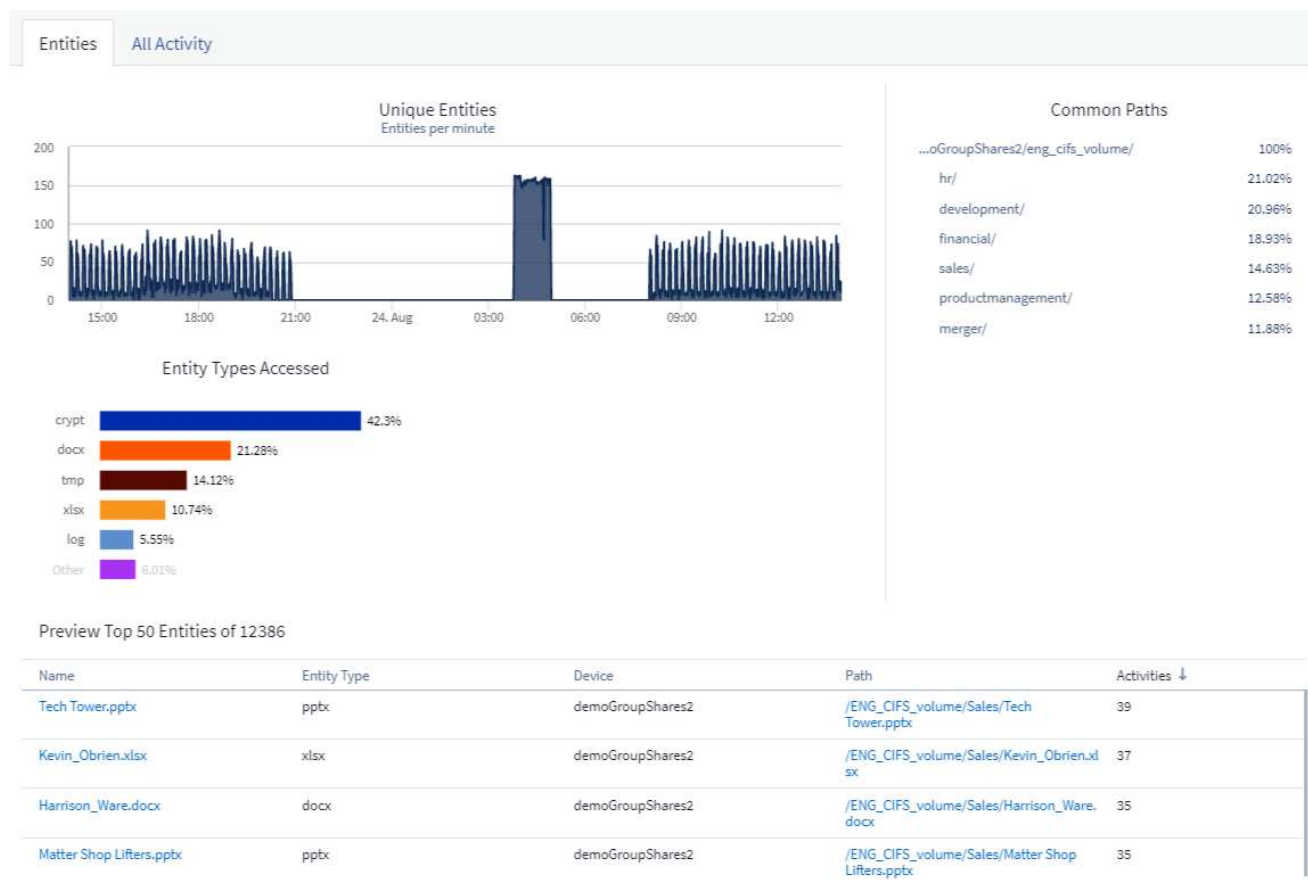 Entities All Activity
Unique Entities
Entities per minute
200
150
100
50
0
15:00 18:00 21:00 24. Aug 03:00 06:00 09:00 12:00
Common Paths
...oGroupShares2/eng_cifs_volume/ 100%
hr/ 21.02%
development/ 20.96%
financial/ 18.93%
sales/ 14.63%
productmanagement/ 12.58%
merger/ 11.88%
Entity Types Accessed
crypt 42.3%
docx 21.28%
tmp 14.12%
xlsx 10.74%
log 5.55%
Other 6.01%
Preview Top 50 Entities of 12386
Name Entity Type Device Path Activities ↓
Tech Tower.pptx pptx demoGroupShares2 /ENG_CIFS_volume/Sales/Tech 39
Tower.pptx
Kevin_Obrien.xlsx xlsx demoGroupShares2 /ENG_CIFS_volume/Sales/Kevin_Obrien.xl 37
sx
Harrison_Ware.docx docx demoGroupShares2 /ENG_CIFS_volume/Sales/Harrison_Ware. 35
docx
Matter Shop Lifters.pptx pptx demoGroupShares2 /ENG_CIFS_volume/Sales/Matter Shop 35
Lifters.pptx